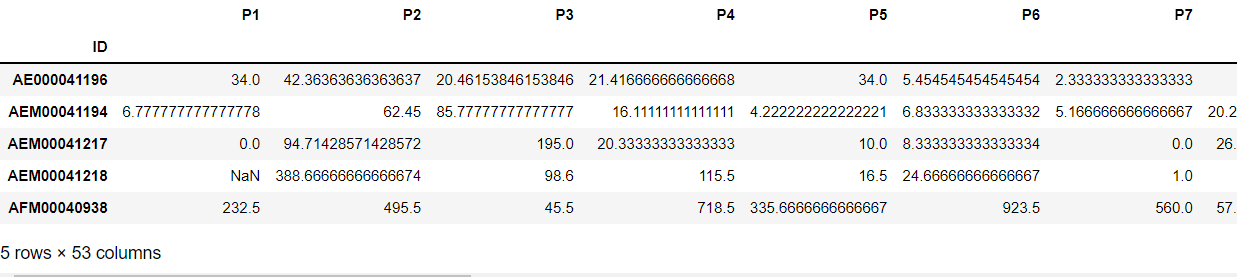 P1 P2 P3 P4 P5 P6 P7
ID
AE000041196 34.0 42.36363636363637 20.46153846153846 21.416666666666668 34.0 5.454545454545454 2.333333333333333
AEM00041194 6.777777777777778 62.45 85.77777777777777 16.11111111111111 4.222222222222221 6.833333333333332 5.166666666666667 20.2
AEM00041217 0.0 94.71428571428572 195.0 20.33333333333333 10.0 8.333333333333334 0.0 26.
AEM00041218 NaN 388.66666666666674 98.6 115.5 16.5 24.66666666666667 1.0
AFM00040938 232.5 495.5 45.5 718.5 335.6666666666667 923.5 560.0 57.
5 rows × 53 columns